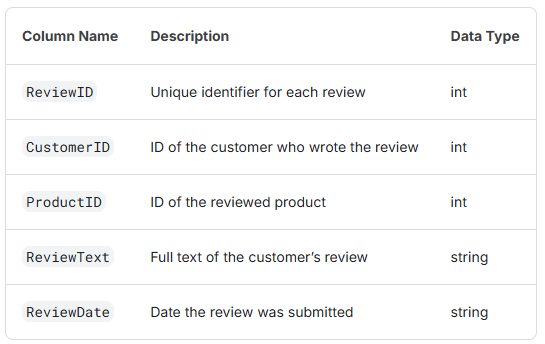 Column Name Description Data Type
ReviewID Unique identifier for each review int
CustomerID ID of the customer who wrote the review int
ProductID ID of the reviewed product int
ReviewText Full text of the customer’s review string
ReviewDate Date the review was submitted string